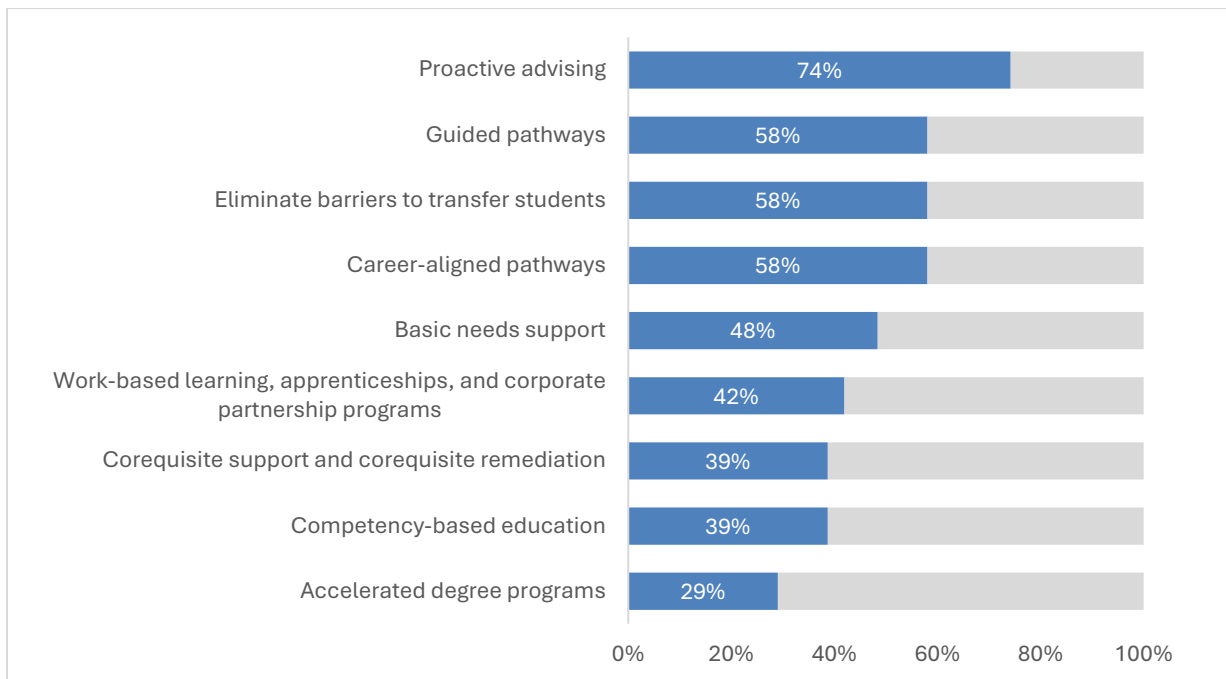 Proactive advising
74%
Guided pathways
58%
Eliminate barriers to transfer students
58%
Career-aligned pathways
58%
Basic needs support
48%
Work-based learning, apprenticeships, and corporate
partnership programs
42%
Corequisite support and corequisite remediation
39%
Competency-based education
39%
Accelerated degree programs
29%
0% 20% 40% 60% 80% 100%